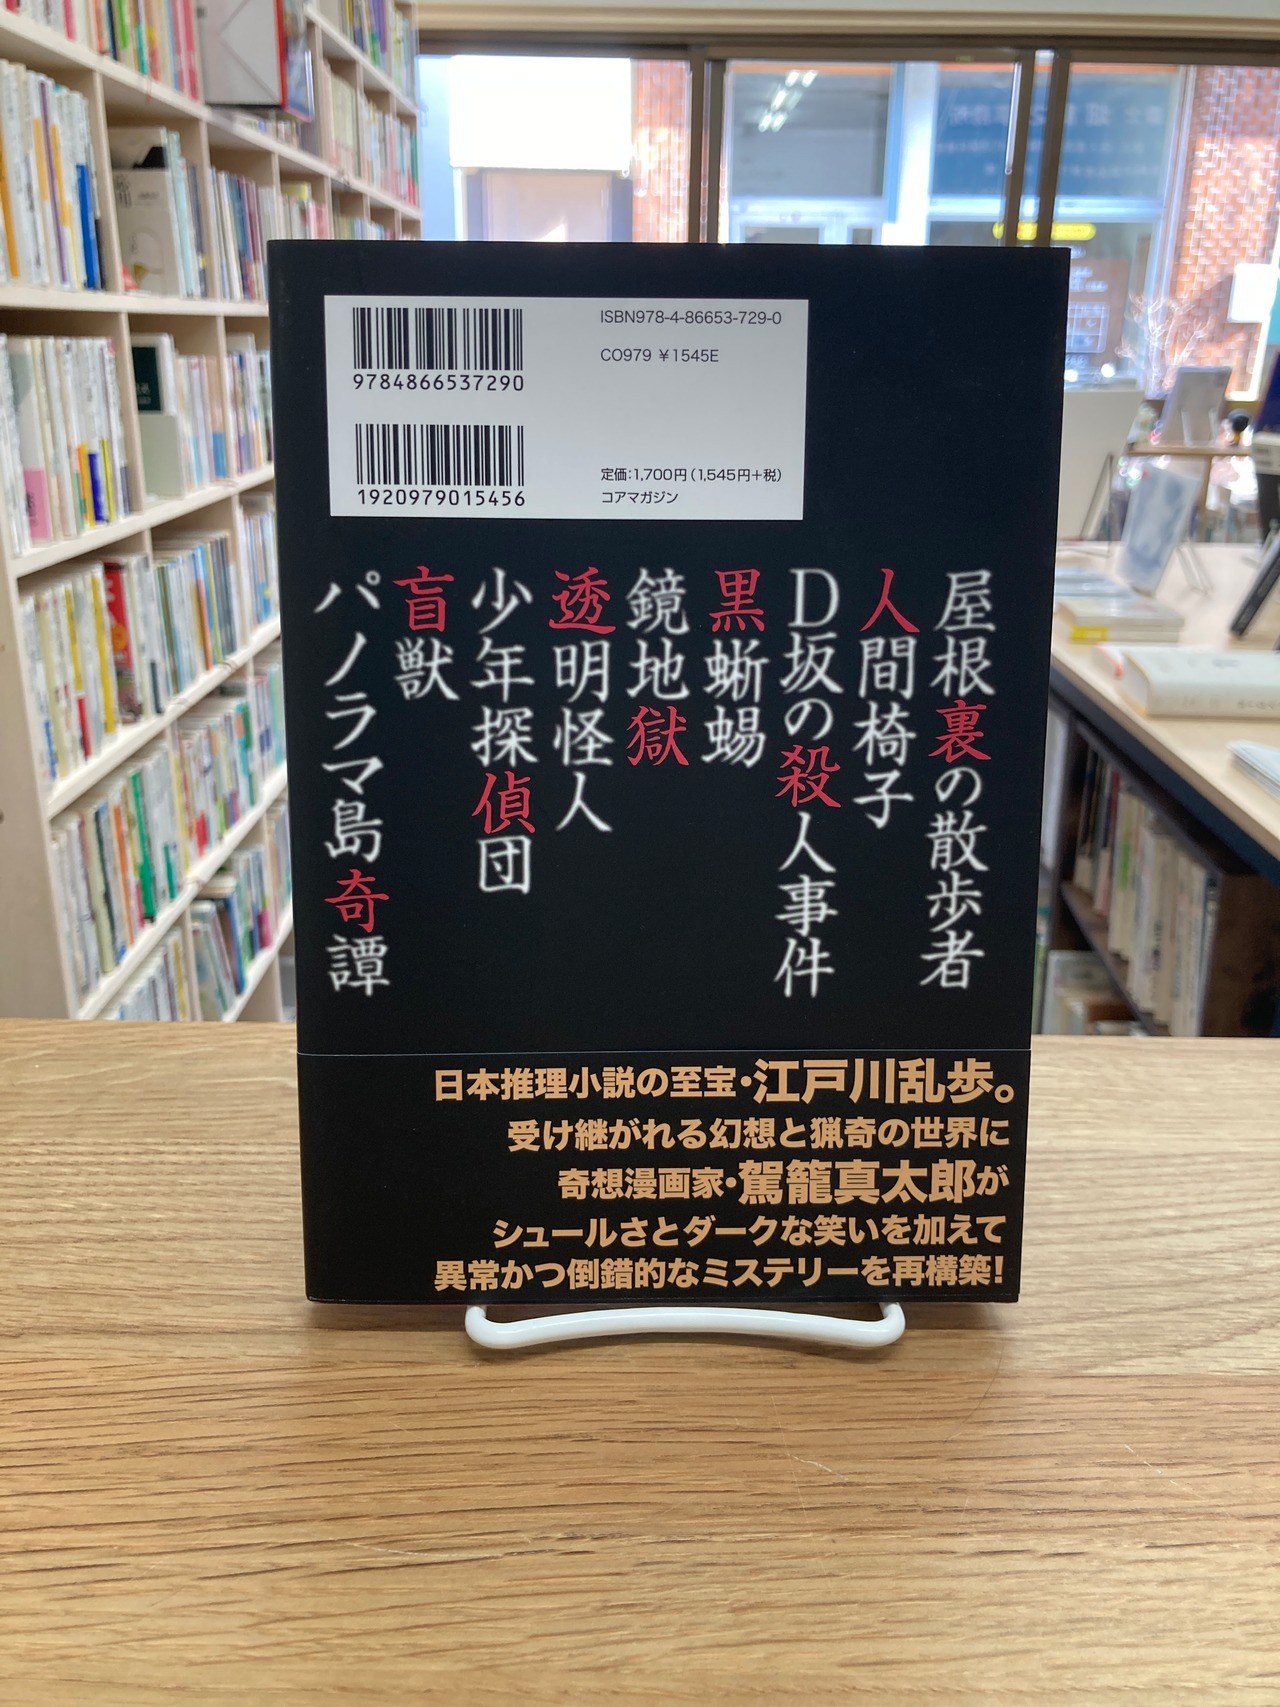 ISBN978-4-86653-729-0
C0979 ¥1545E
9784866537290
1920979015456
定価：1,700円（1,545円＋税）
コアマガジン
屋根裏の散歩者
人間椅子
D坂の殺人事件
黒蜥蜴
鏡地獄
透明怪人
少年探偵団
盲獣
パノラマ島奇譚
日本推理小説の至宝・江戸川乱歩。
受け継がれる幻想と猟奇の世界に
奇想漫画家・駕籠真太郎が
シュールさとダークな笑いを加えて
異常かつ倒錯的なミステリーを再構築！